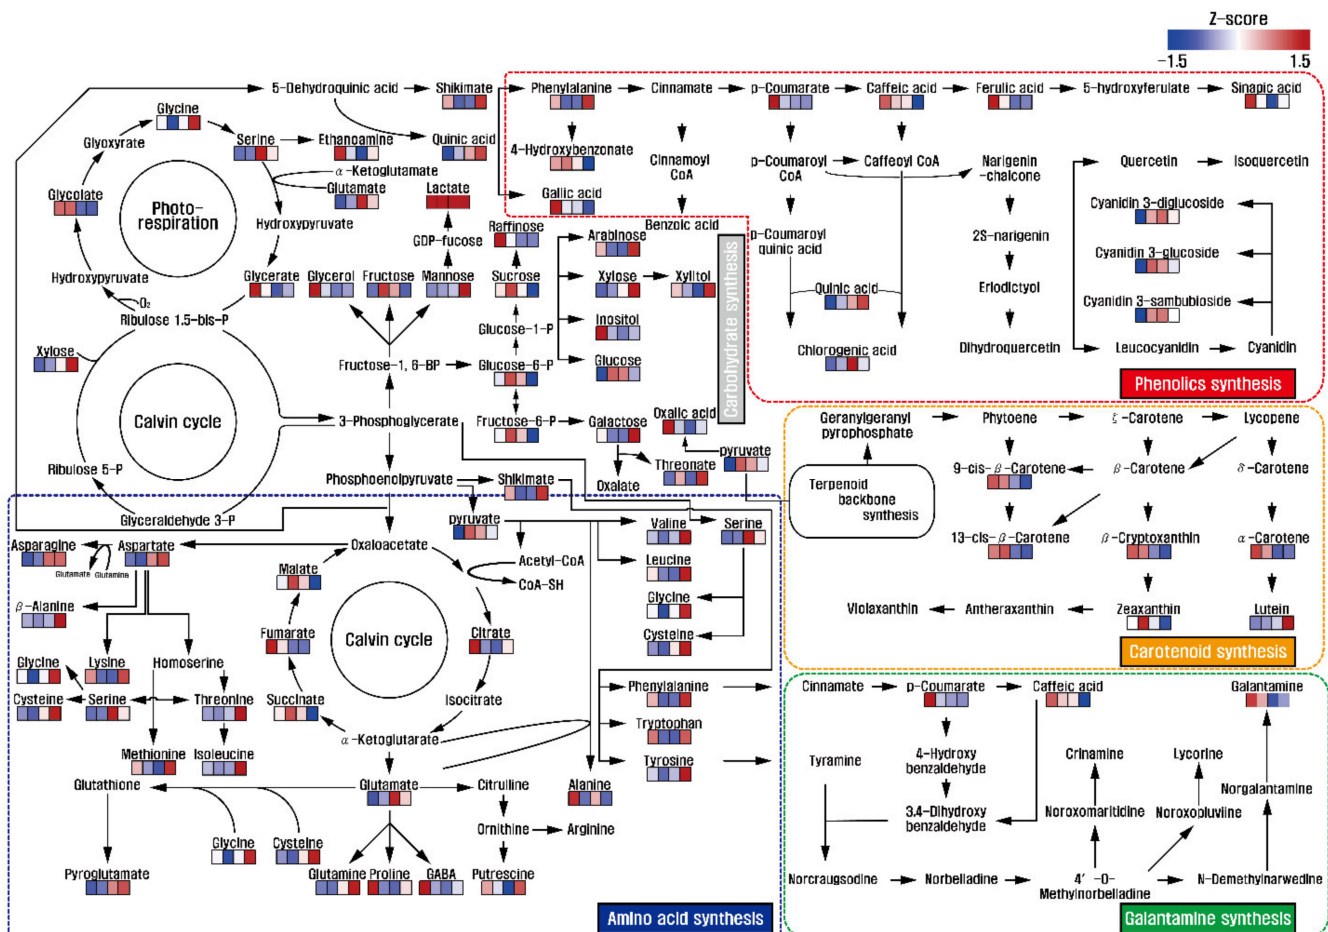 Z-score
-1.5 1.5
5-Dehydroquinic acid
Shikimate
Phenylalanine
Cinnamate
p-Coumarate
Caffeic acid
Ferulic acid
5-hydroxyferulate
Sinapic acid
Glycine
Glyoxyrate
Serine
Ethanoamine
Quinic acid
α-Ketoglutamate
Glutamate
Glycolate
Photo-
respiration
Lactate
Hydroxypyruvate
GDP-fucose
Raffinose
Hydroxypyruvate
Glycerate
Glycerol
Fructose
Mannose
Sucrose
O₂
Ribulose 1.5-bis-P
Glucose-1-P
Xylose
Fructose-1, 6-BP
Glucose-6-P
Calvin cycle
3-Phosphoglycerate
Fructose-6-P
Galactose
Ribulose 5-P
Phosphoenolpyruvate
Shikimate
Threonate
Oxalate
Oxalic acid
pyruvate
Glyceraldehyde 3-P
Arabinose
Xylose
Xylitol
Inositol
Glucose
Carbohydrate synthesis
4-Hydroxybenzonate
Gallic acid
Cinnamoyl
CoA
Benzoic acid
p-Coumaroyl
CoA
Caffeoyl CoA
Narigenin
-chalcone
Quercetin
Isoquercetin
Cyanidin 3-diglucoside
p-Coumaroyl
quinic acid
2S-narigenin
Cyanidin 3-glucoside
Quinic acid
Eriodictyol
Cyanidin 3-sambubioside
Chlorogenic acid
Dihydroquercetin
Leucocyanidin
Cyanidin
Phenolics synthesis
Geranylgeranyl
pyrophosphate
Phytoene
ζ-Carotene
Lycopene
Terpenoid
backbone
synthesis
9-cis-β-Carotene
β-Carotene
δ-Carotene
13-cis-β-Carotene
β-Cryptoxanthin
α-Carotene
Violaxanthin
Antheraxanthin
Zeaxanthin
Lutein
Carotenoid synthesis
pyruvate
Valine
Serine
Asparagine
Aspartate
Oxaloacetate
Acetyl-CoA
Leucine
Glutamate
Glutamine
Malate
CoA-SH
β-Alanine
Glycine
Fumarate
Calvin cycle
Citrate
Cysteine
Glycine
Lysine
Homoserine
Cysteine
Serine
Threonine
Succinate
Isocitrate
Phenylalanine
α-Ketoglutarate
Tryptophan
Methionine
Isoleucine
Tyrosine
Glutathione
Glutamate
Citrulline
Alanine
Ornithine
Arginine
Glycine
Cysteine
Pyroglutamate
Glutamine
Proline
GABA
Putrescine
Amino acid synthesis
Cinnamate
p-Coumarate
Caffeic acid
Galantamine
Tyramine
4-Hydroxy
benzaldehyde
Crinamine
Lycorine
Norgalantamine
3.4-Dihydroxy
benzaldehyde
Noroxomaritidine
Noroxopluviine
Norcraugsodine
Norbelladine
4′ -O-
Methylnorbelladine
N-Demethylnarwedine
Galantamine synthesis